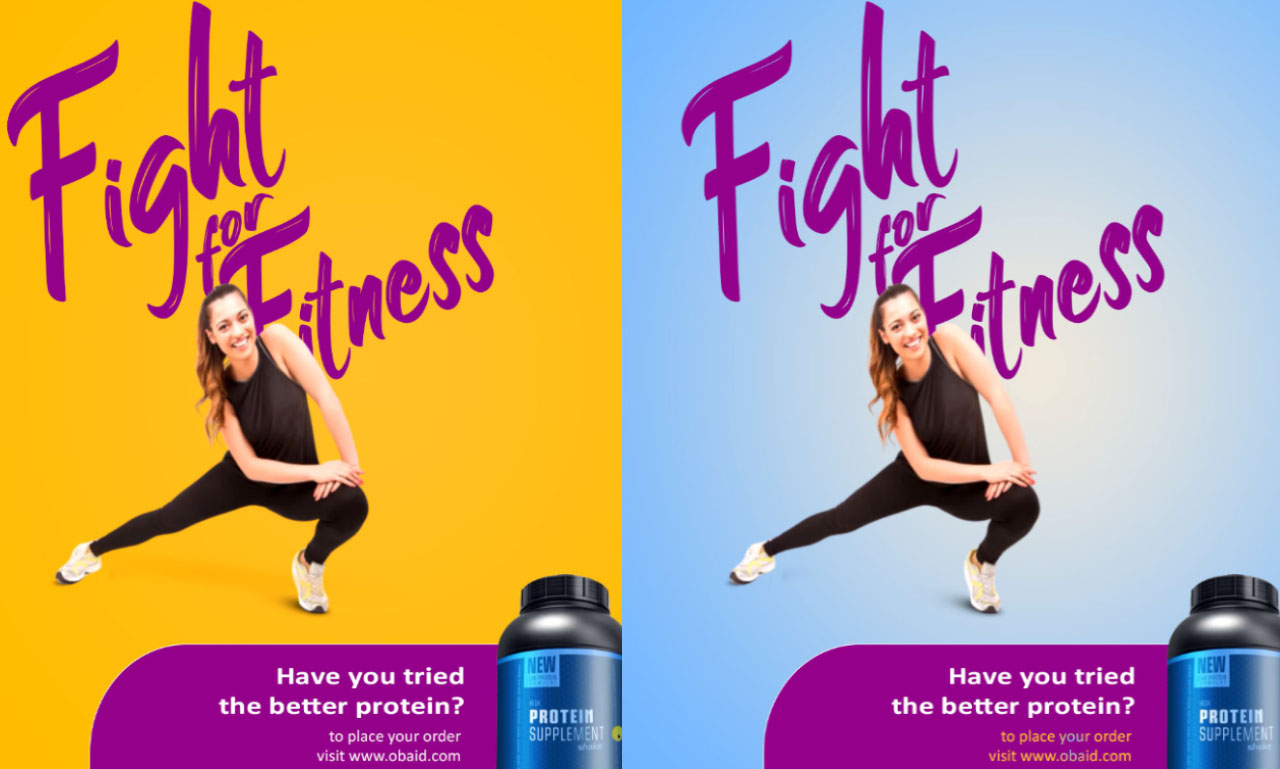 Fight
for
Fitness
Have you tried
the better protein?
to place your order
visit www.obaid.com
NEW
PROTEIN
SUPPLEMENT
shake
Fight
for
Fitness
Have you tried
the better protein?
to place your order
visit www.obaid.com
NEW
PROTEIN
SUPPLEMENT
shake